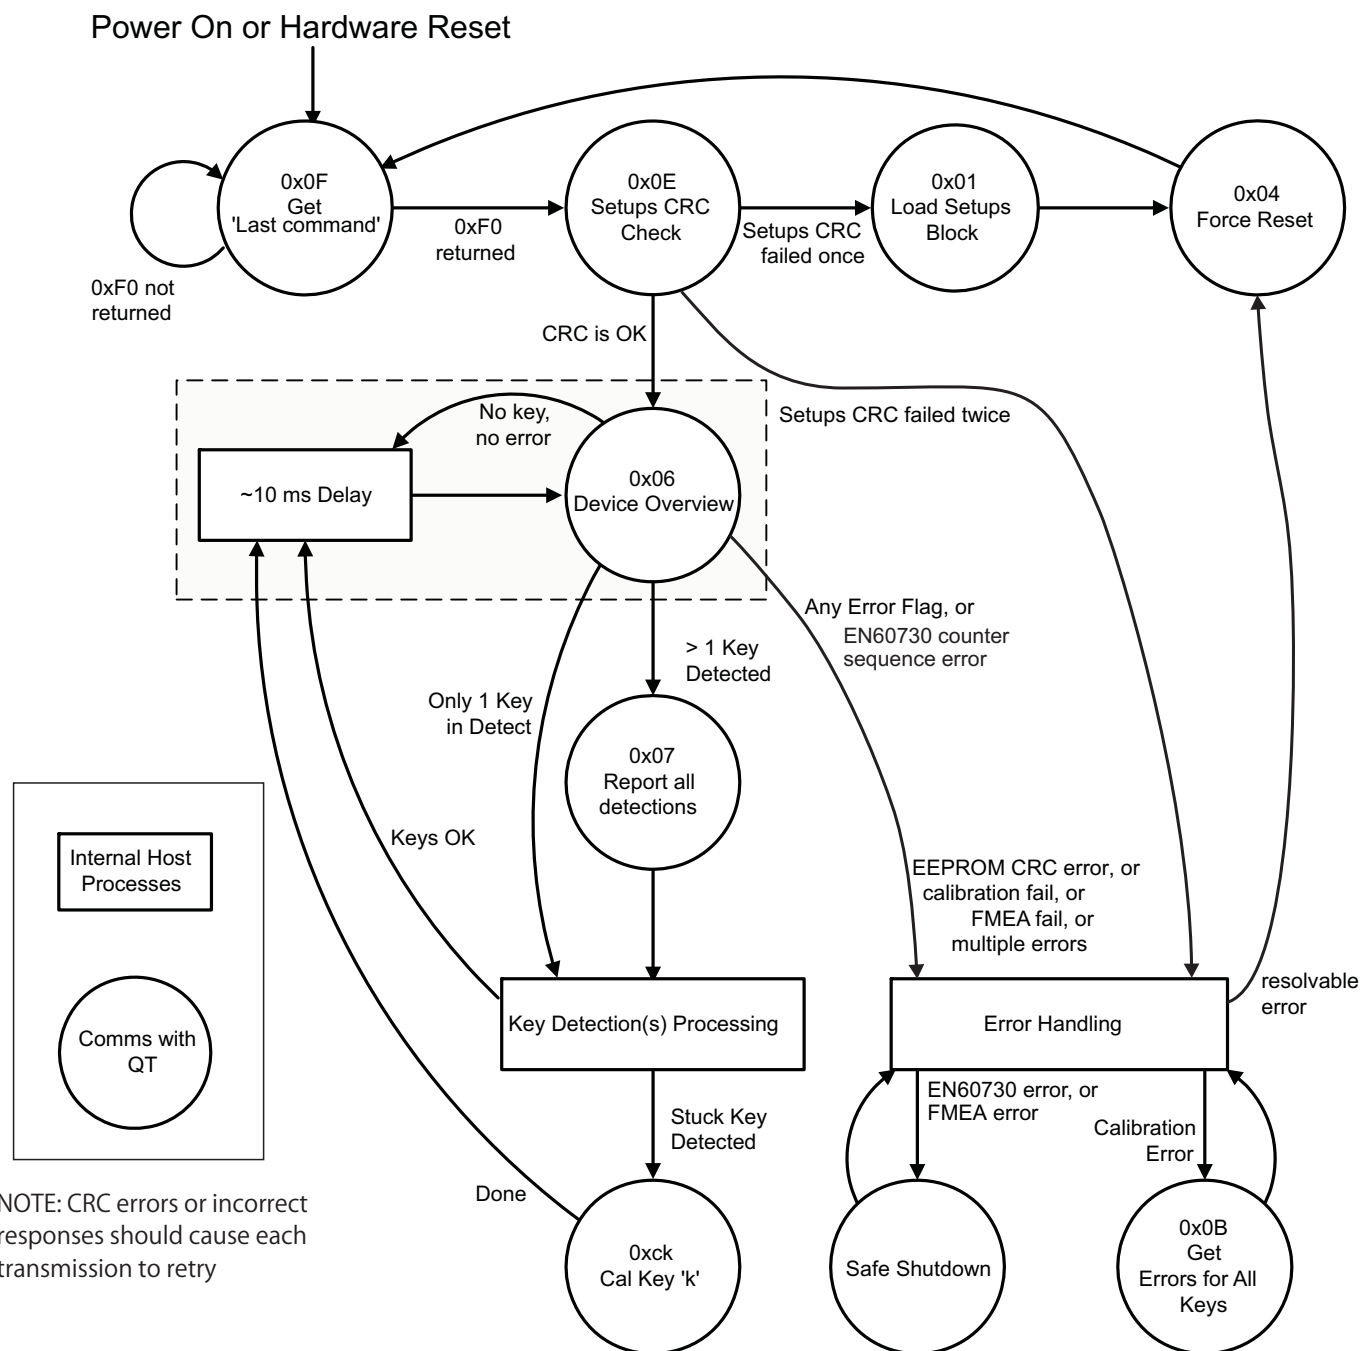 Power On or Hardware Reset
0x0F
Get
'Last command'
0xF0
returned
0xF0 not
returned
0x0E
Setups CRC
Check
Setups CRC
failed once
0x01
Load Setups
Block
0x04
Force Reset
CRC is OK
Setups CRC failed twice
No key,
no error
~10 ms Delay
0x06
Device Overview
Any Error Flag, or
EN60730 counter
sequence error
> 1 Key
Detected
Only 1 Key
in Detect
0x07
Report all
detections
Keys OK
Internal Host
Processes
Comms with
QT
EEPROM CRC error, or
calibration fail, or
FMEA fail, or
multiple errors
resolvable
error
Key Detection(s) Processing
Error Handling
EN60730 error, or
FMEA error
Calibration
Error
Stuck Key
Detected
Done
NOTE: CRC errors or incorrect
responses should cause each
transmission to retry
0xck
Cal Key 'k'
Safe Shutdown
0x0B
Get
Errors for All
Keys